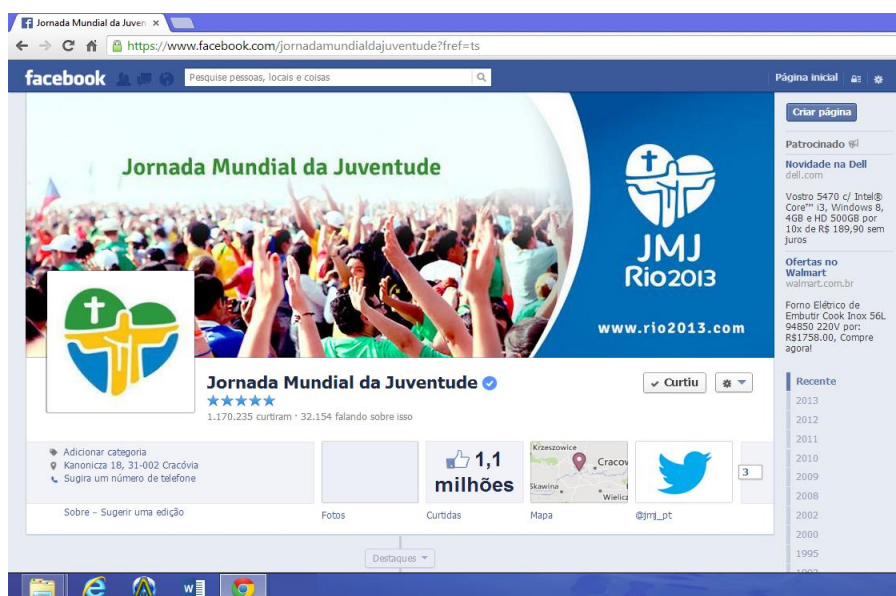 Jornada Mundial da Juven
https://www.facebook.com/jornadamundialdajuventude?fref=ts
facebook
Pesquise pessoas, locais e coisas
Página inicial
Criar página
Jornada Mundial da Juventude
JMJ
Rio2013
www.rio2013.com
Patrocinado
Novidade na Dell
dell.com
Vostro 5470 c/ Intel®
Core™ i3, Windows 8,
4GB e HD 500GB por
10x de R$ 189,90 sem
juros
Ofertas no
Walmart
walmart.com.br
Forno Elétrico de
Embutir Cook Inox 56L
94850 220V por:
R$1758.00, Compre
agora!
Jornada Mundial da Juventude
Curtiu
1.170.235 curtiram · 32.154 falando sobre isso
Adicionar categoria
Kanonicza 18, 31-002 Cracóvia
Sugira um número de telefone
Sobre – Sugerir uma edição
Fotos
1,1
milhões
Curtidas
Krzeszowice
Cracov
Skawina
Wielicz
Mapa
@jmj_pt
3
Destaques
Recente
2013
2012
2011
2010
2009
2008
2002
2000
1995